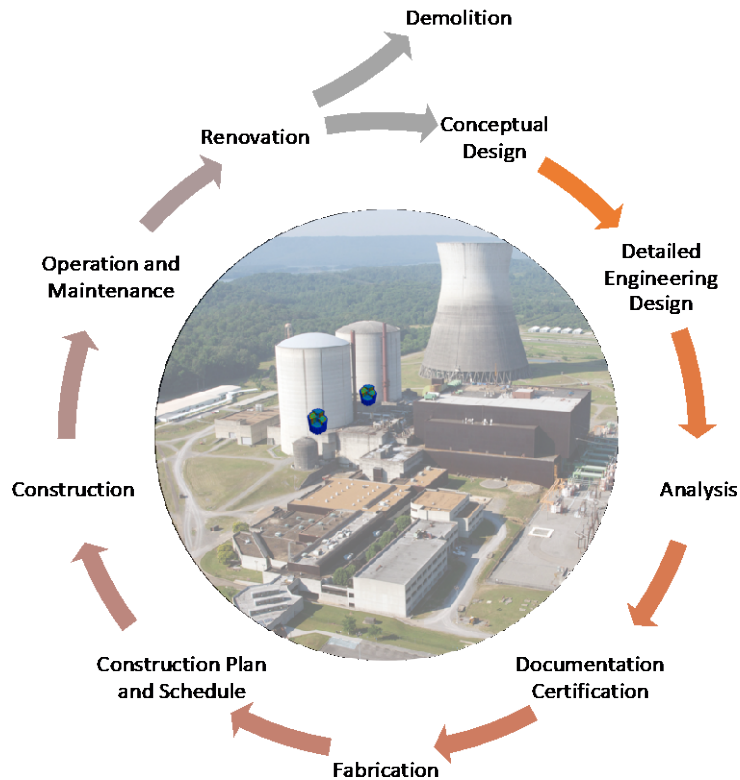 Demolition
Conceptual
Design
Detailed
Engineering
Design
Analysis
Documentation
Certification
Fabrication
Construction Plan
and Schedule
Construction
Operation and
Maintenance
Renovation